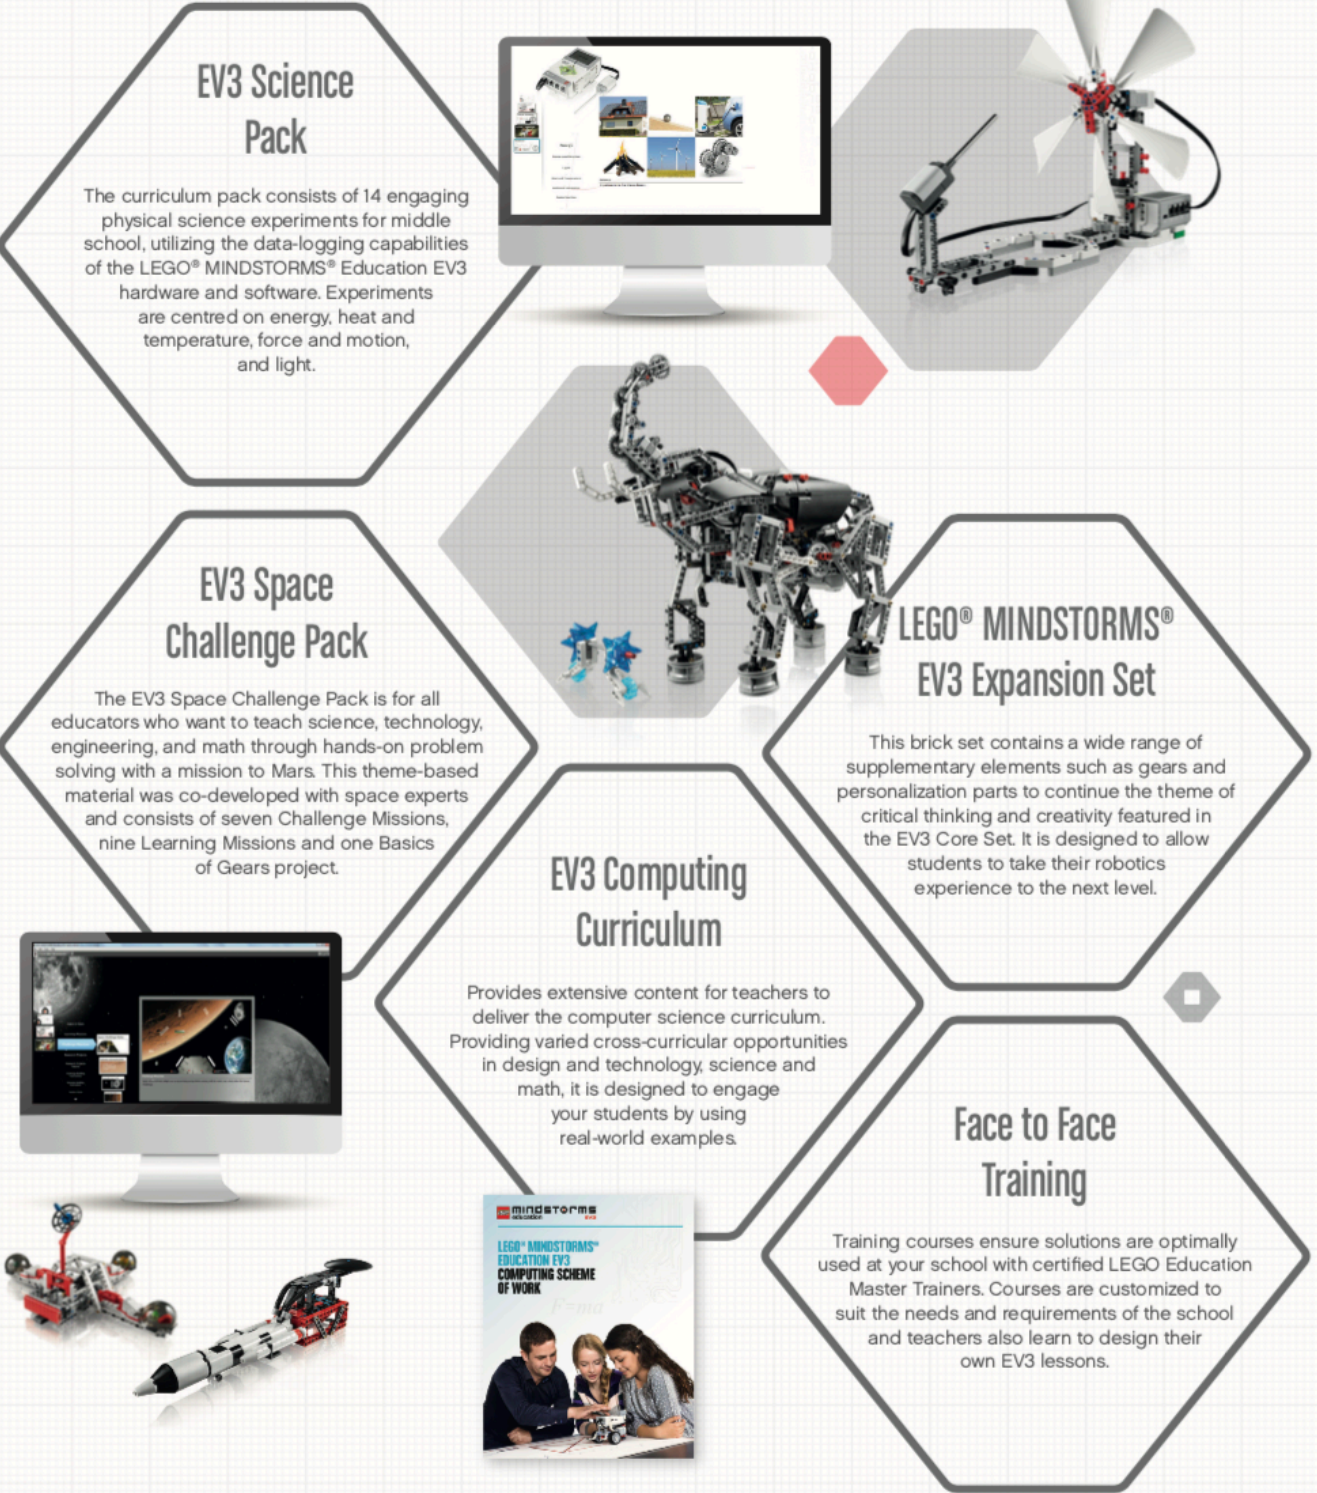 EV3 Science
Pack
The curriculum pack consists of 14 engaging
physical science experiments for middle
school, utilizing the data-logging capabilities
of the LEGO® MINDSTORMS® Education EV3
hardware and software. Experiments
are centred on energy, heat and
temperature, force and motion,
and light.
EV3 Space
Challenge Pack
The EV3 Space Challenge Pack is for all
educators who want to teach science, technology,
engineering, and math through hands-on problem
solving with a mission to Mars. This theme-based
material was co-developed with space experts
and consists of seven Challenge Missions,
nine Learning Missions and one Basics
of Gears project.
LEGO® MINDSTORMS®
EV3 Expansion Set
This brick set contains a wide range of
supplementary elements such as gears and
personalization parts to continue the theme of
critical thinking and creativity featured in
the EV3 Core Set. It is designed to allow
students to take their robotics
experience to the next level.
EV3 Computing
Curriculum
Provides extensive content for teachers to
deliver the computer science curriculum.
Providing varied cross-curricular opportunities
in design and technology, science and
math, it is designed to engage
your students by using
real-world examples.
Face to Face
Training
Training courses ensure solutions are optimally
used at your school with certified LEGO Education
Master Trainers. Courses are customized to
suit the needs and requirements of the school
and teachers also learn to design their
own EV3 lessons.
mindstorms
education EV3
LEGO® MINDSTORMS®
EDUCATION EV3
COMPUTING SCHEME
OF WORK
F=ma